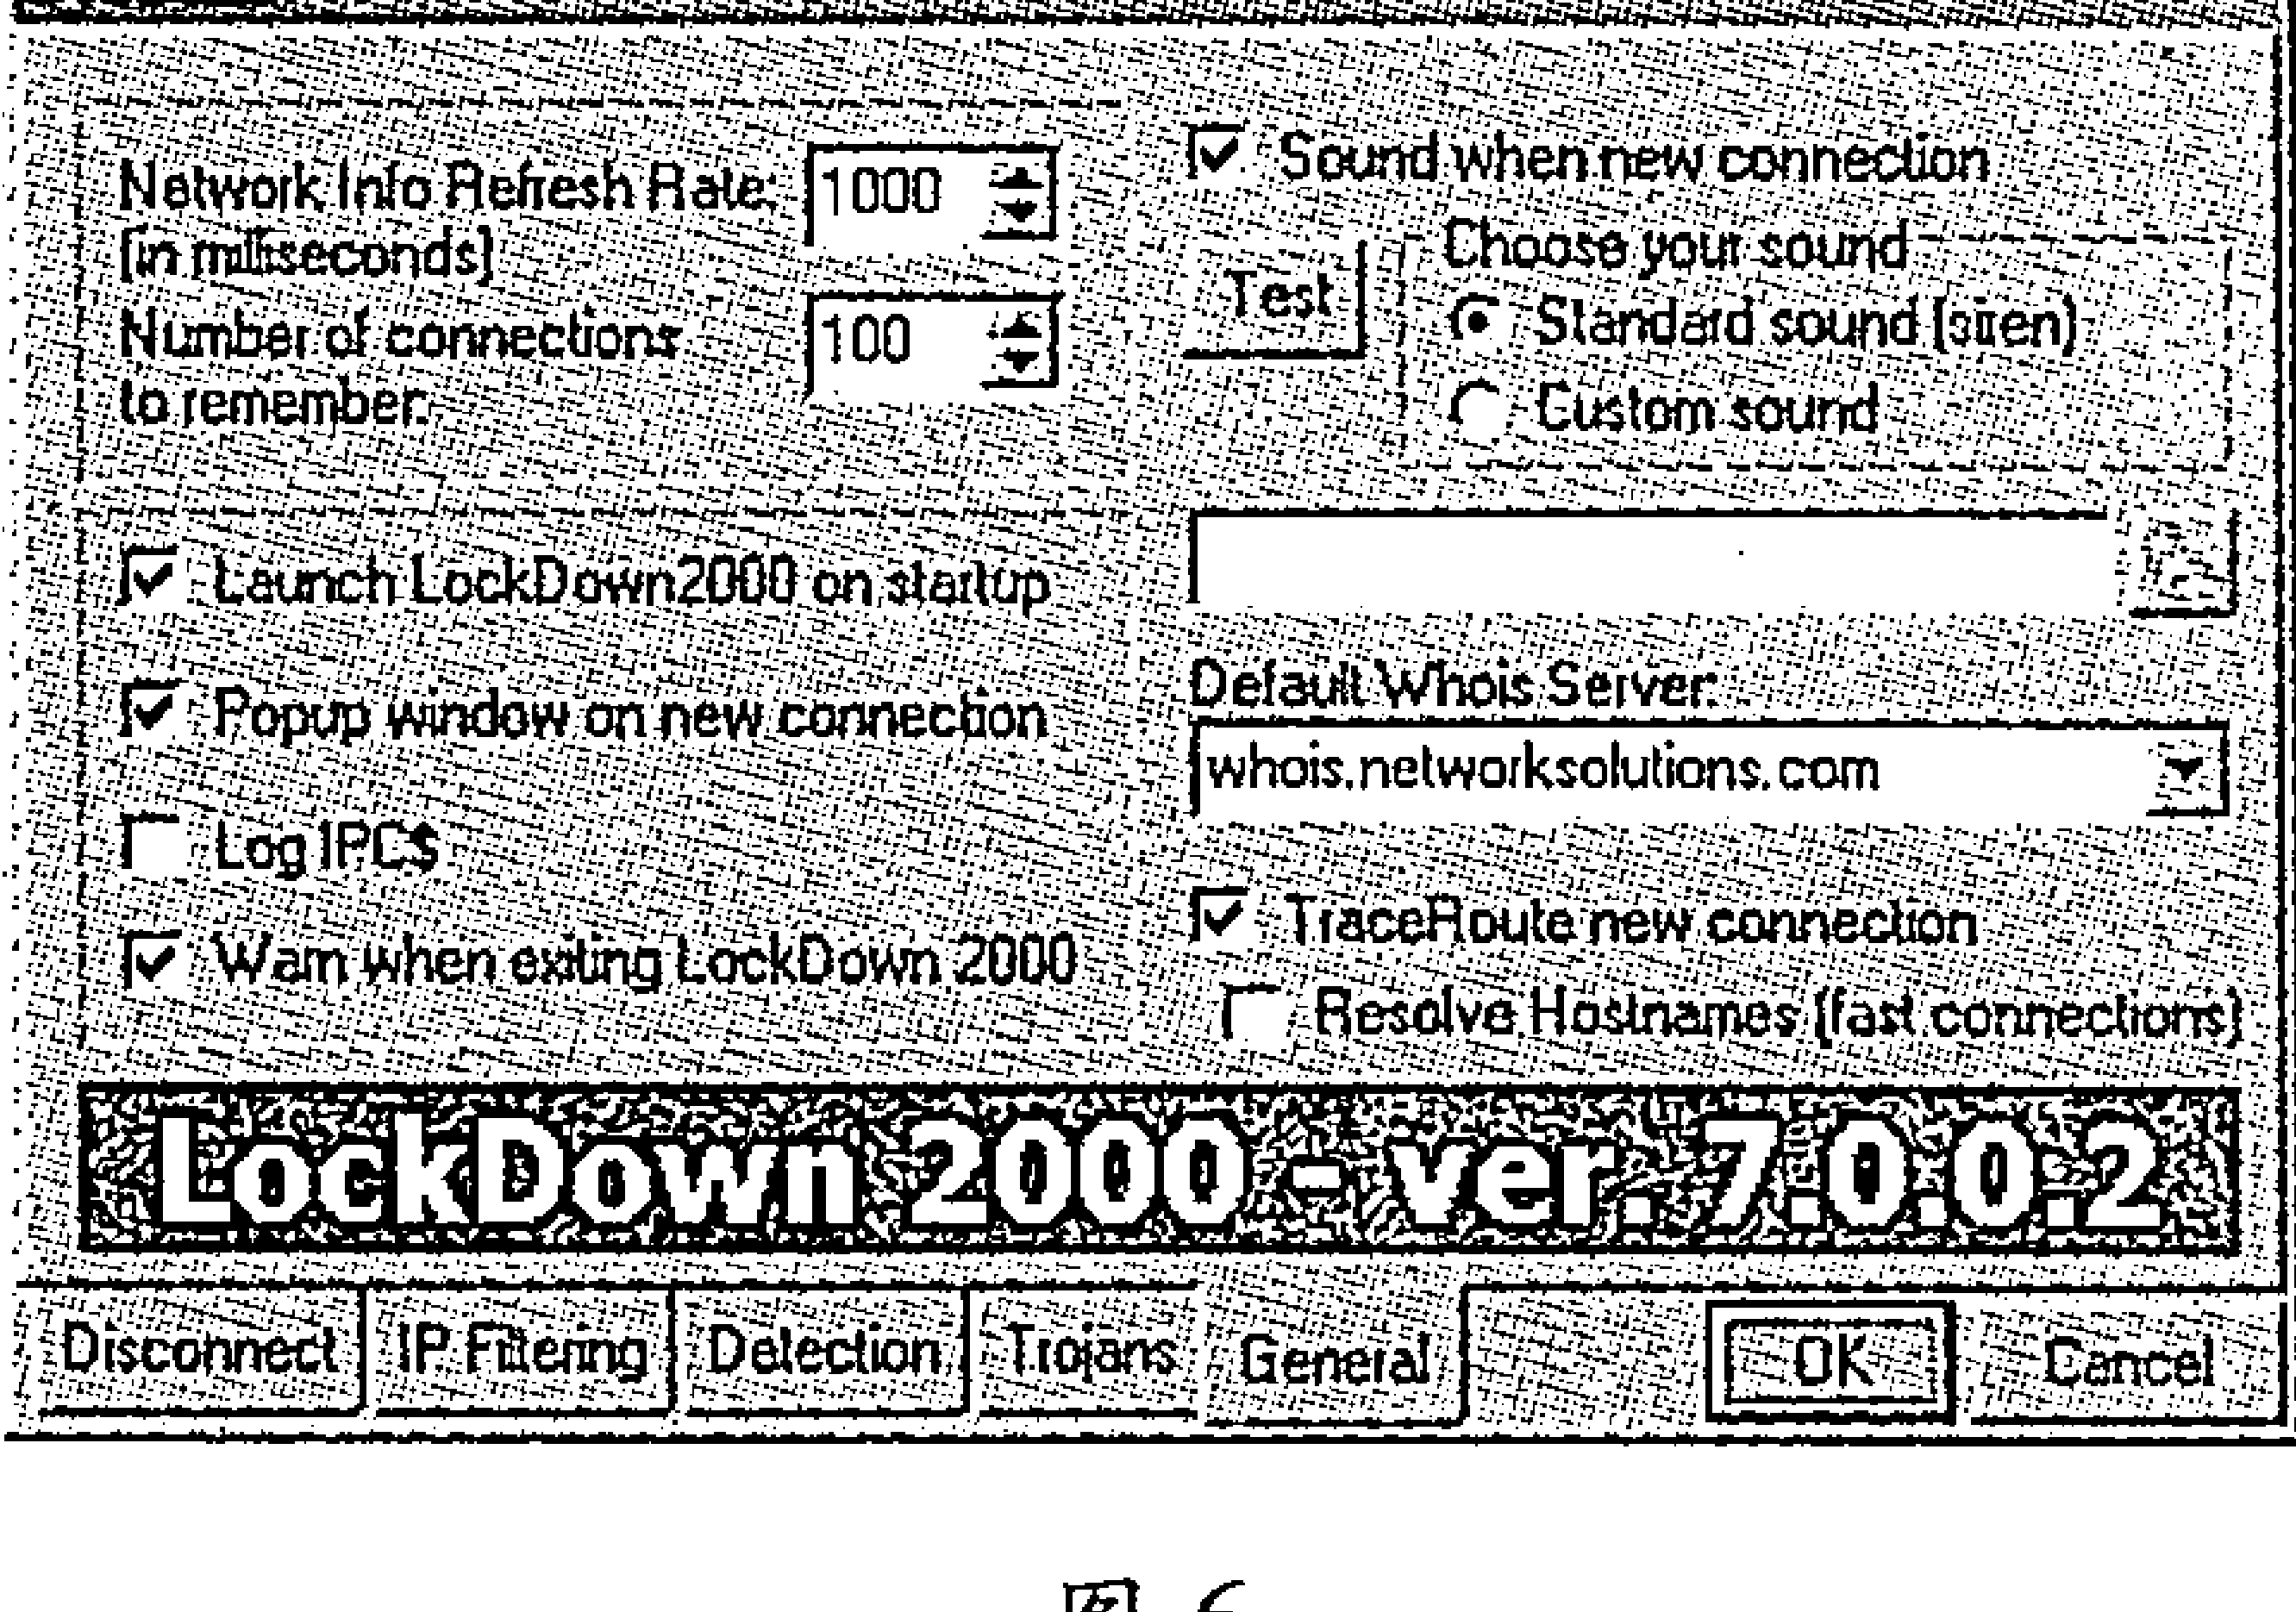 Network Info Refresh Rate: 1000
(in milliseconds)
Number of connections 100
to remember:
Launch LockDown2000 on startup
Popup window on new connection
Log IPC$
Warn when exiting LockDown 2000
Sound when new connection
Test
Choose your sound
Standard sound (siren)
Custom sound
Default Whois Server:
whois.networksolutions.com
TraceRoute new connection
Resolve Hostnames (fast connections)
LockDown 2000 - ver. 7.0.0.2
Disconnect IP Filtering Detection Trojans General OK Cancel